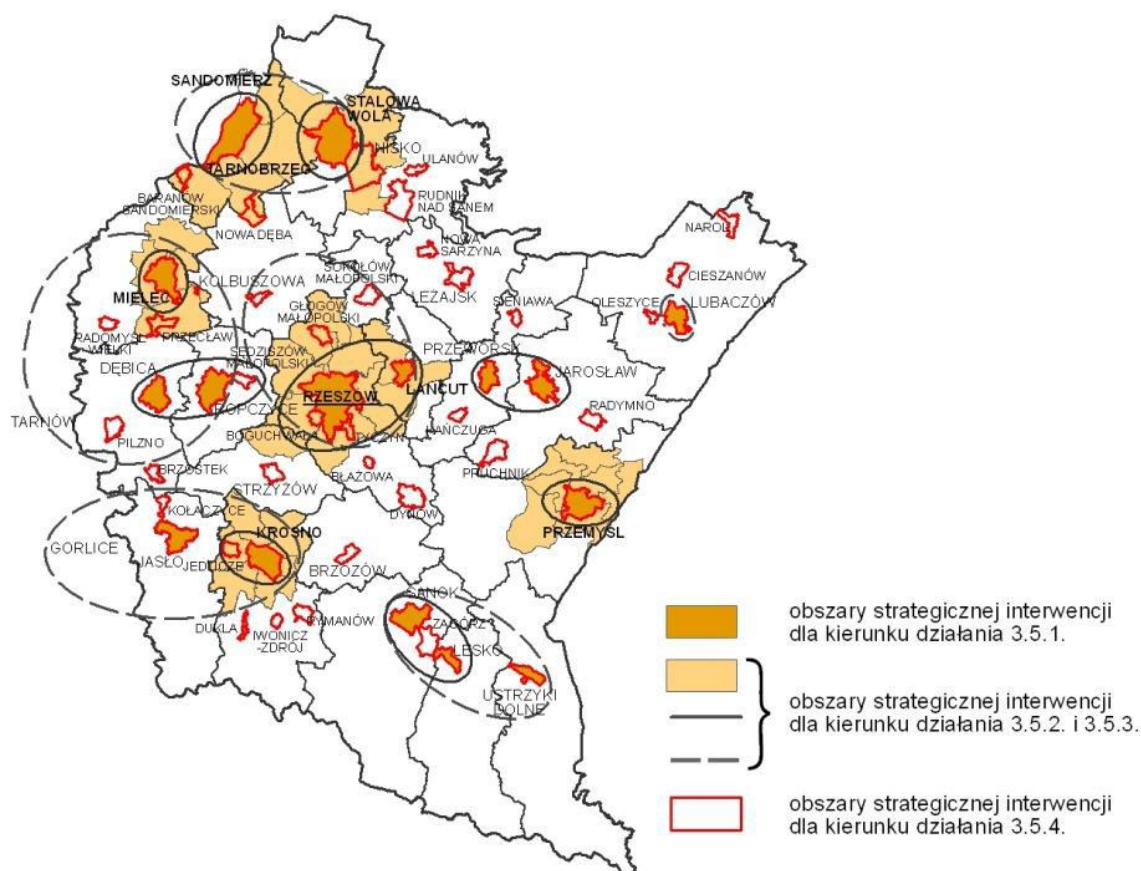 SANDOMIERZ
STALOWA
WOLA
NISKO
ULANÓW
TARNOBRZEG
BARANÓW
SANDOMIERSKI
RUDNIK
NAD SANEM
NOWA DĘBA
NOWA
SARZYNA
NAROL
CIESZANÓW
KOLBUSZOWA
SOKOŁÓW
MAŁOPOLSKI
LEŻAJSK
SIENIAWA
OLESZYCE
LUBACZÓW
MIELEC
GŁOGÓW
MAŁOPOLSKI
RADOMYŚL
WIELKI
PRZECŁAW
SĘDZISZÓW
MAŁOPOLSKI
PRZEWORSK
DĘBICA
ŁAŃCUT
JAROSŁAW
RZESZÓW
ROPCZYCE
TARNÓW
RADYMNO
PILZNO
BOGUCHWAŁA
TYCZYN
KAŃCZUGA
BRZOSTEK
STRZYŻÓW
BŁAŻOWA
PRUCHNIK
DYNÓW
KOŁACZYCE
KROSNO
PRZEMYŚL
GORLICE
JASŁO
JEDLICZE
BRZOZÓW
SANOK
DUKLA
IWONICZ
-ZDRÓJ
RYMANÓW
ZAGÓRZ
LESKO
USTRZYKI
DOLNE
obszary strategicznej interwencji
dla kierunku działania 3.5.1.
obszary strategicznej interwencji
dla kierunku działania 3.5.2. i 3.5.3.
obszary strategicznej interwencji
dla kierunku działania 3.5.4.